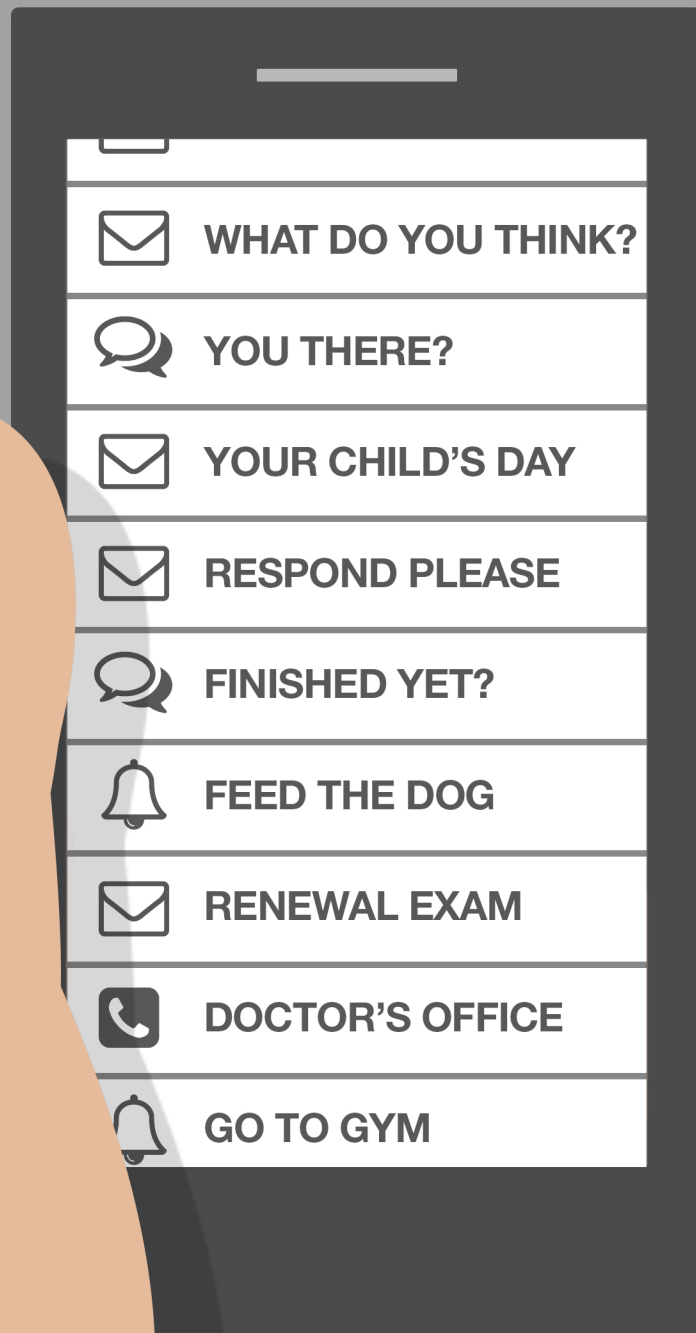 WHAT DO YOU THINK?
YOU THERE?
YOUR CHILD’S DAY
RESPOND PLEASE
FINISHED YET?
FEED THE DOG
RENEWAL EXAM
DOCTOR’S OFFICE
GO TO GYM